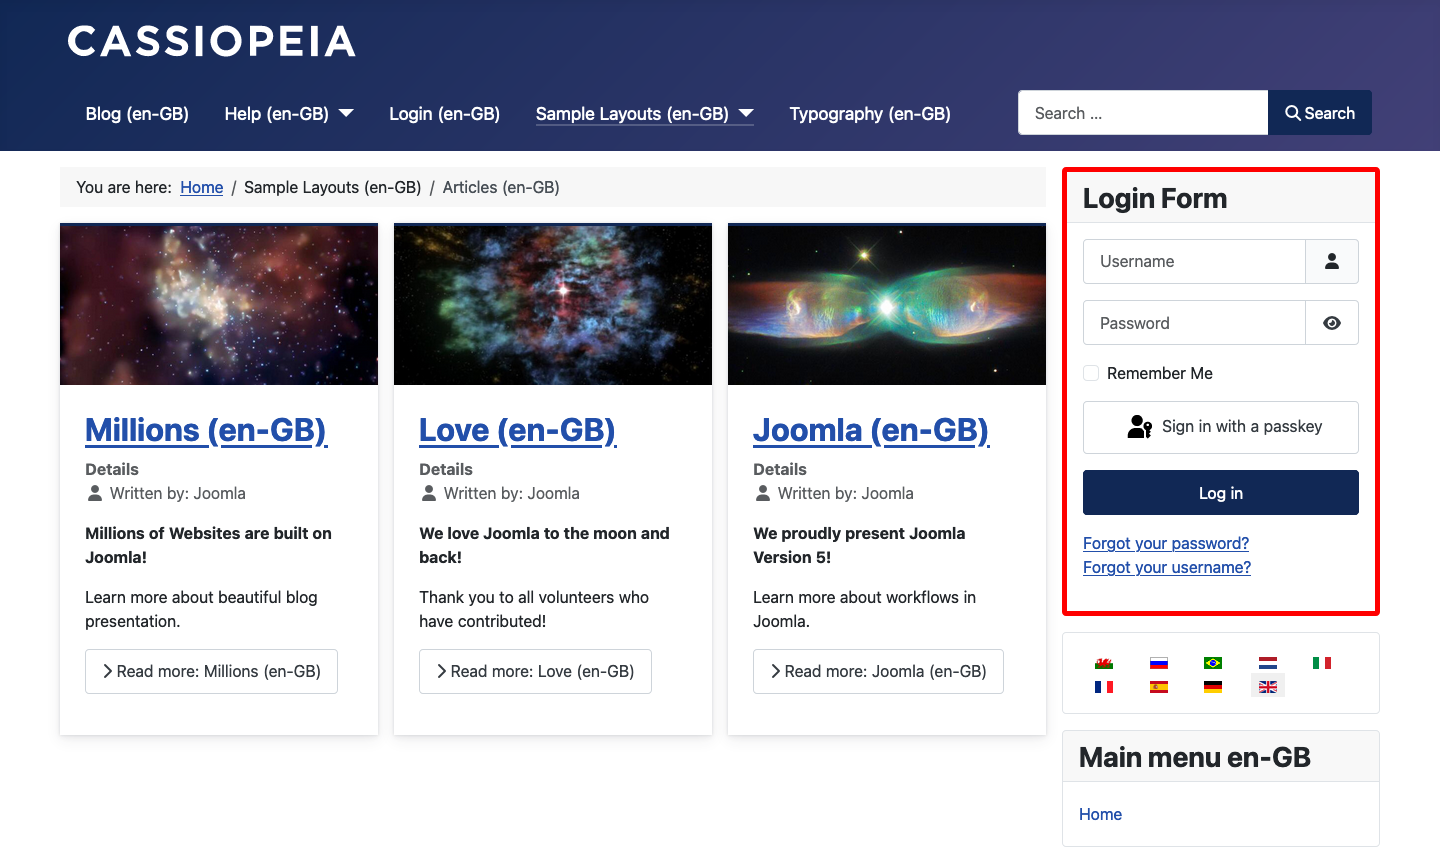 CASSIOPEIA
Blog (en-GB) Help (en-GB) Login (en-GB) Sample Layouts (en-GB) Typography (en-GB) Search ... Search
You are here: Home / Sample Layouts (en-GB) / Articles (en-GB)
Millions (en-GB)
Details
Written by: Joomla
Millions of Websites are built on
Joomla!
Learn more about beautiful blog
presentation.
Read more: Millions (en-GB)
Love (en-GB)
Details
Written by: Joomla
We love Joomla to the moon and
back!
Thank you to all volunteers who
have contributed!
Read more: Love (en-GB)
Joomla (en-GB)
Details
Written by: Joomla
We proudly present Joomla
Version 5!
Learn more about workflows in
Joomla.
Read more: Joomla (en-GB)
Login Form
Username
Password
Remember Me
Sign in with a passkey
Log in
Forgot your password?
Forgot your username?
Main menu en-GB
Home